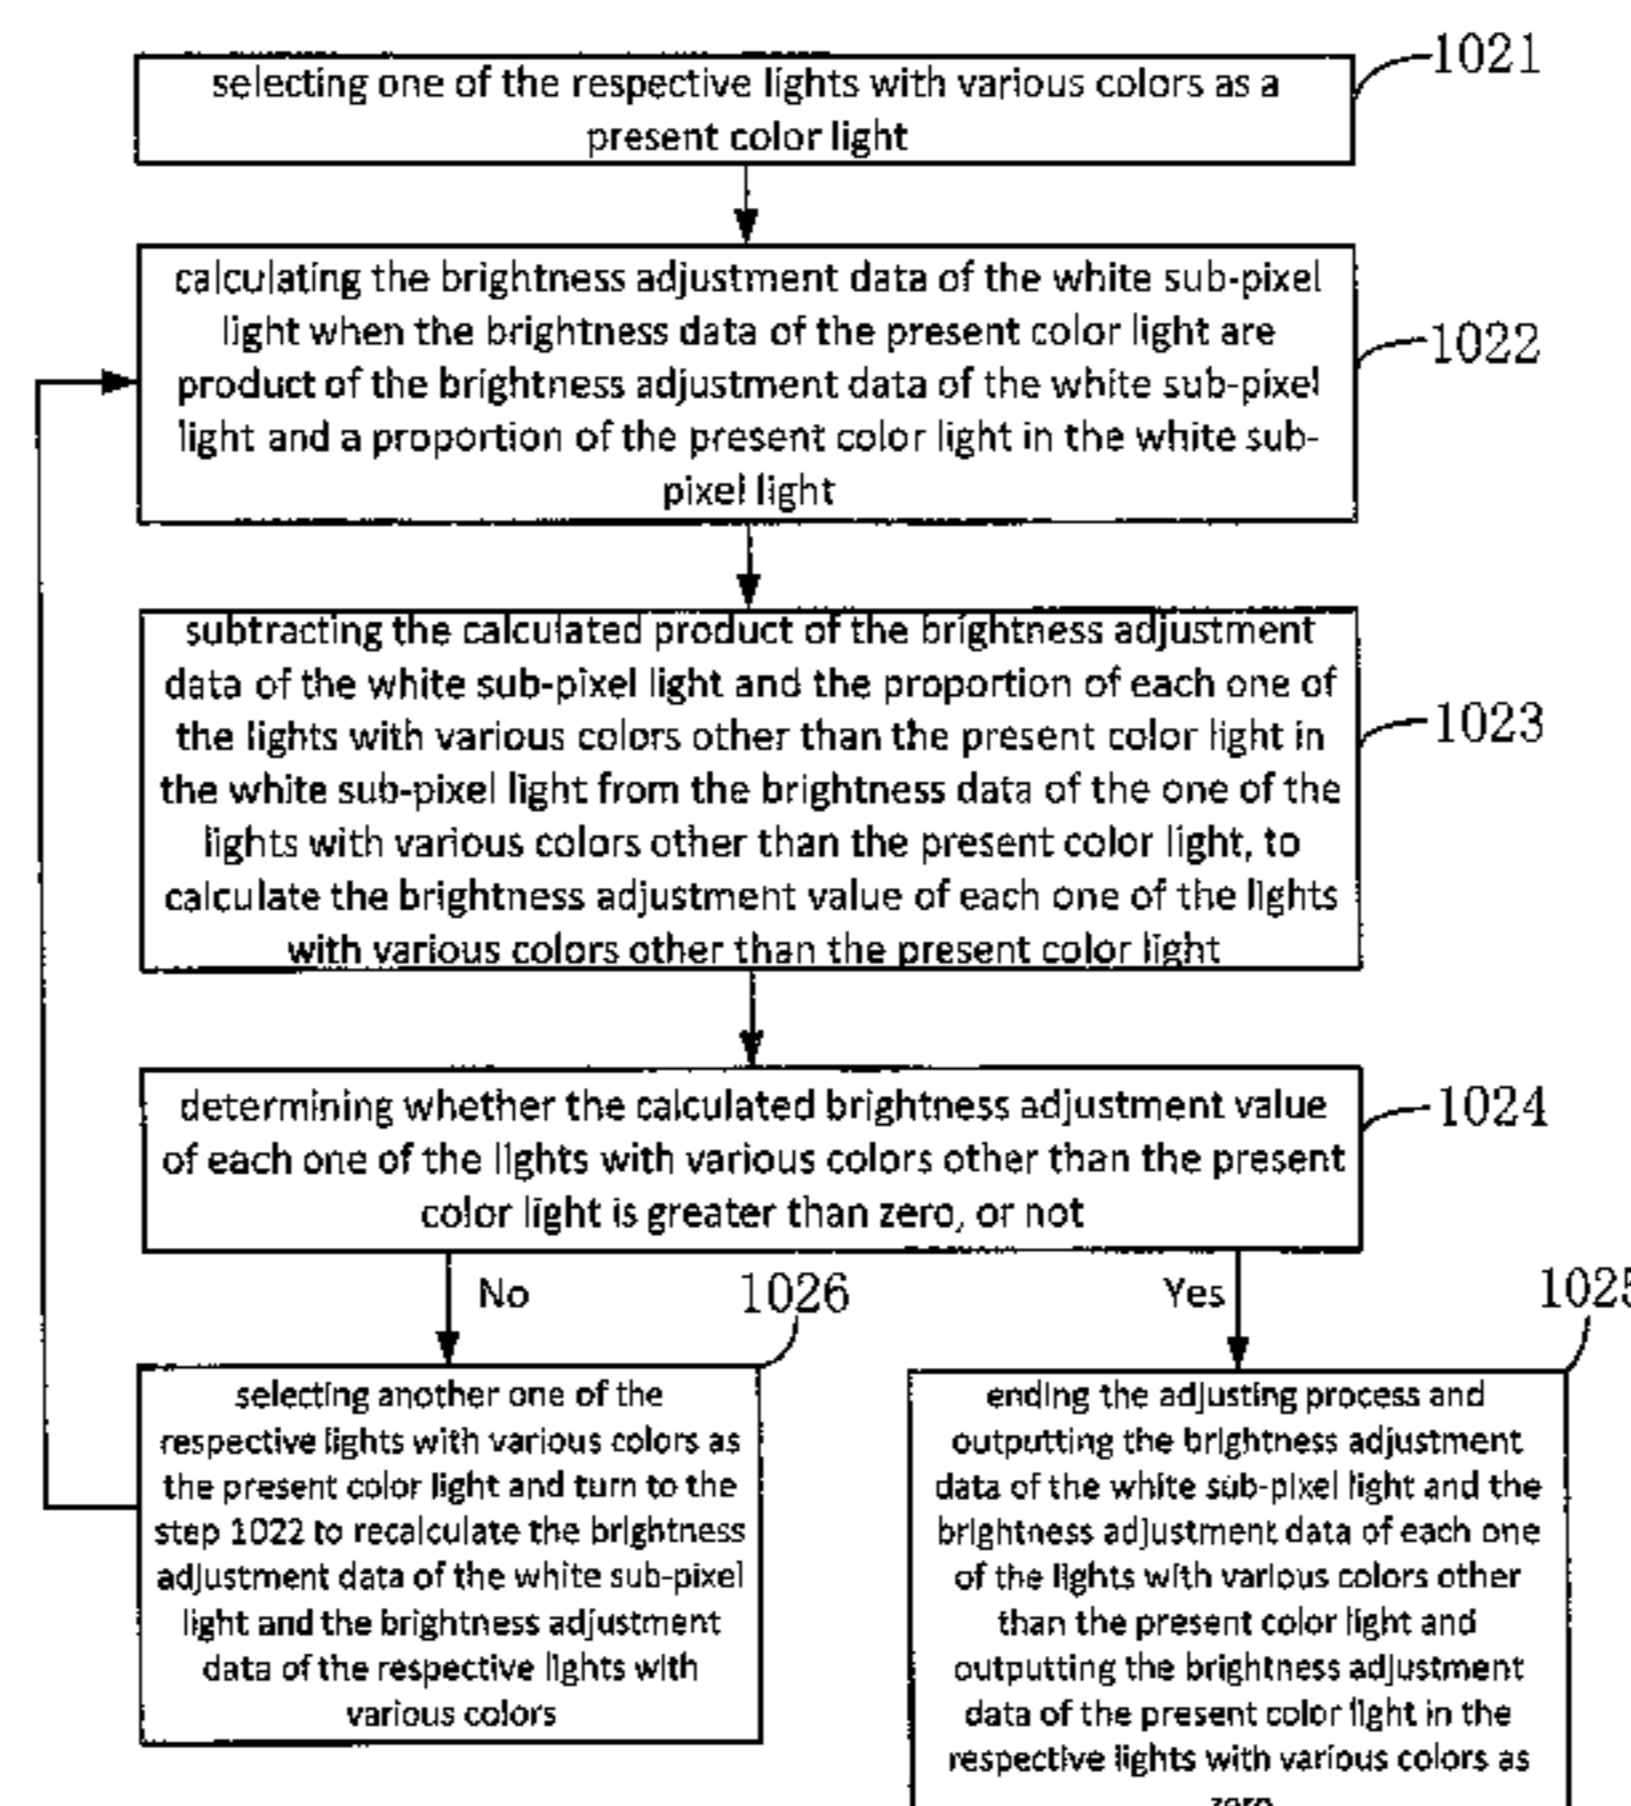 selecting one of the respective lights with various colors as a
present color light
1021
calculating the brightness adjustment data of the white sub-pixel
light when the brightness data of the present color light are
product of the brightness adjustment data of the white sub-pixel
light and a proportion of the present color light in the white sub-
pixel light
1022
subtracting the calculated product of the brightness adjustment
data of the white sub-pixel light and the proportion of each one of
the lights with various colors other than the present color light in
the white sub-pixel light from the brightness data of the one of the
lights with various colors other than the present color light, to
calculate the brightness adjustment value of each one of the lights
with various colors other than the present color light
1023
determining whether the calculated brightness adjustment value
of each one of the lights with various colors other than the present
color light is greater than zero, or not
1024
No
1026
Yes
1025
selecting another one of the
respective lights with various colors as
the present color light and turn to the
step 1022 to recalculate the brightness
adjustment data of the white sub-pixel
light and the brightness adjustment
data of the respective lights with
various colors
ending the adjusting process and
outputting the brightness adjustment
data of the white sub-pixel light and the
brightness adjustment data of each one
of the lights with various colors other
than the present color light and
outputting the brightness adjustment
data of the present color light in the
respective lights with various colors as
zero